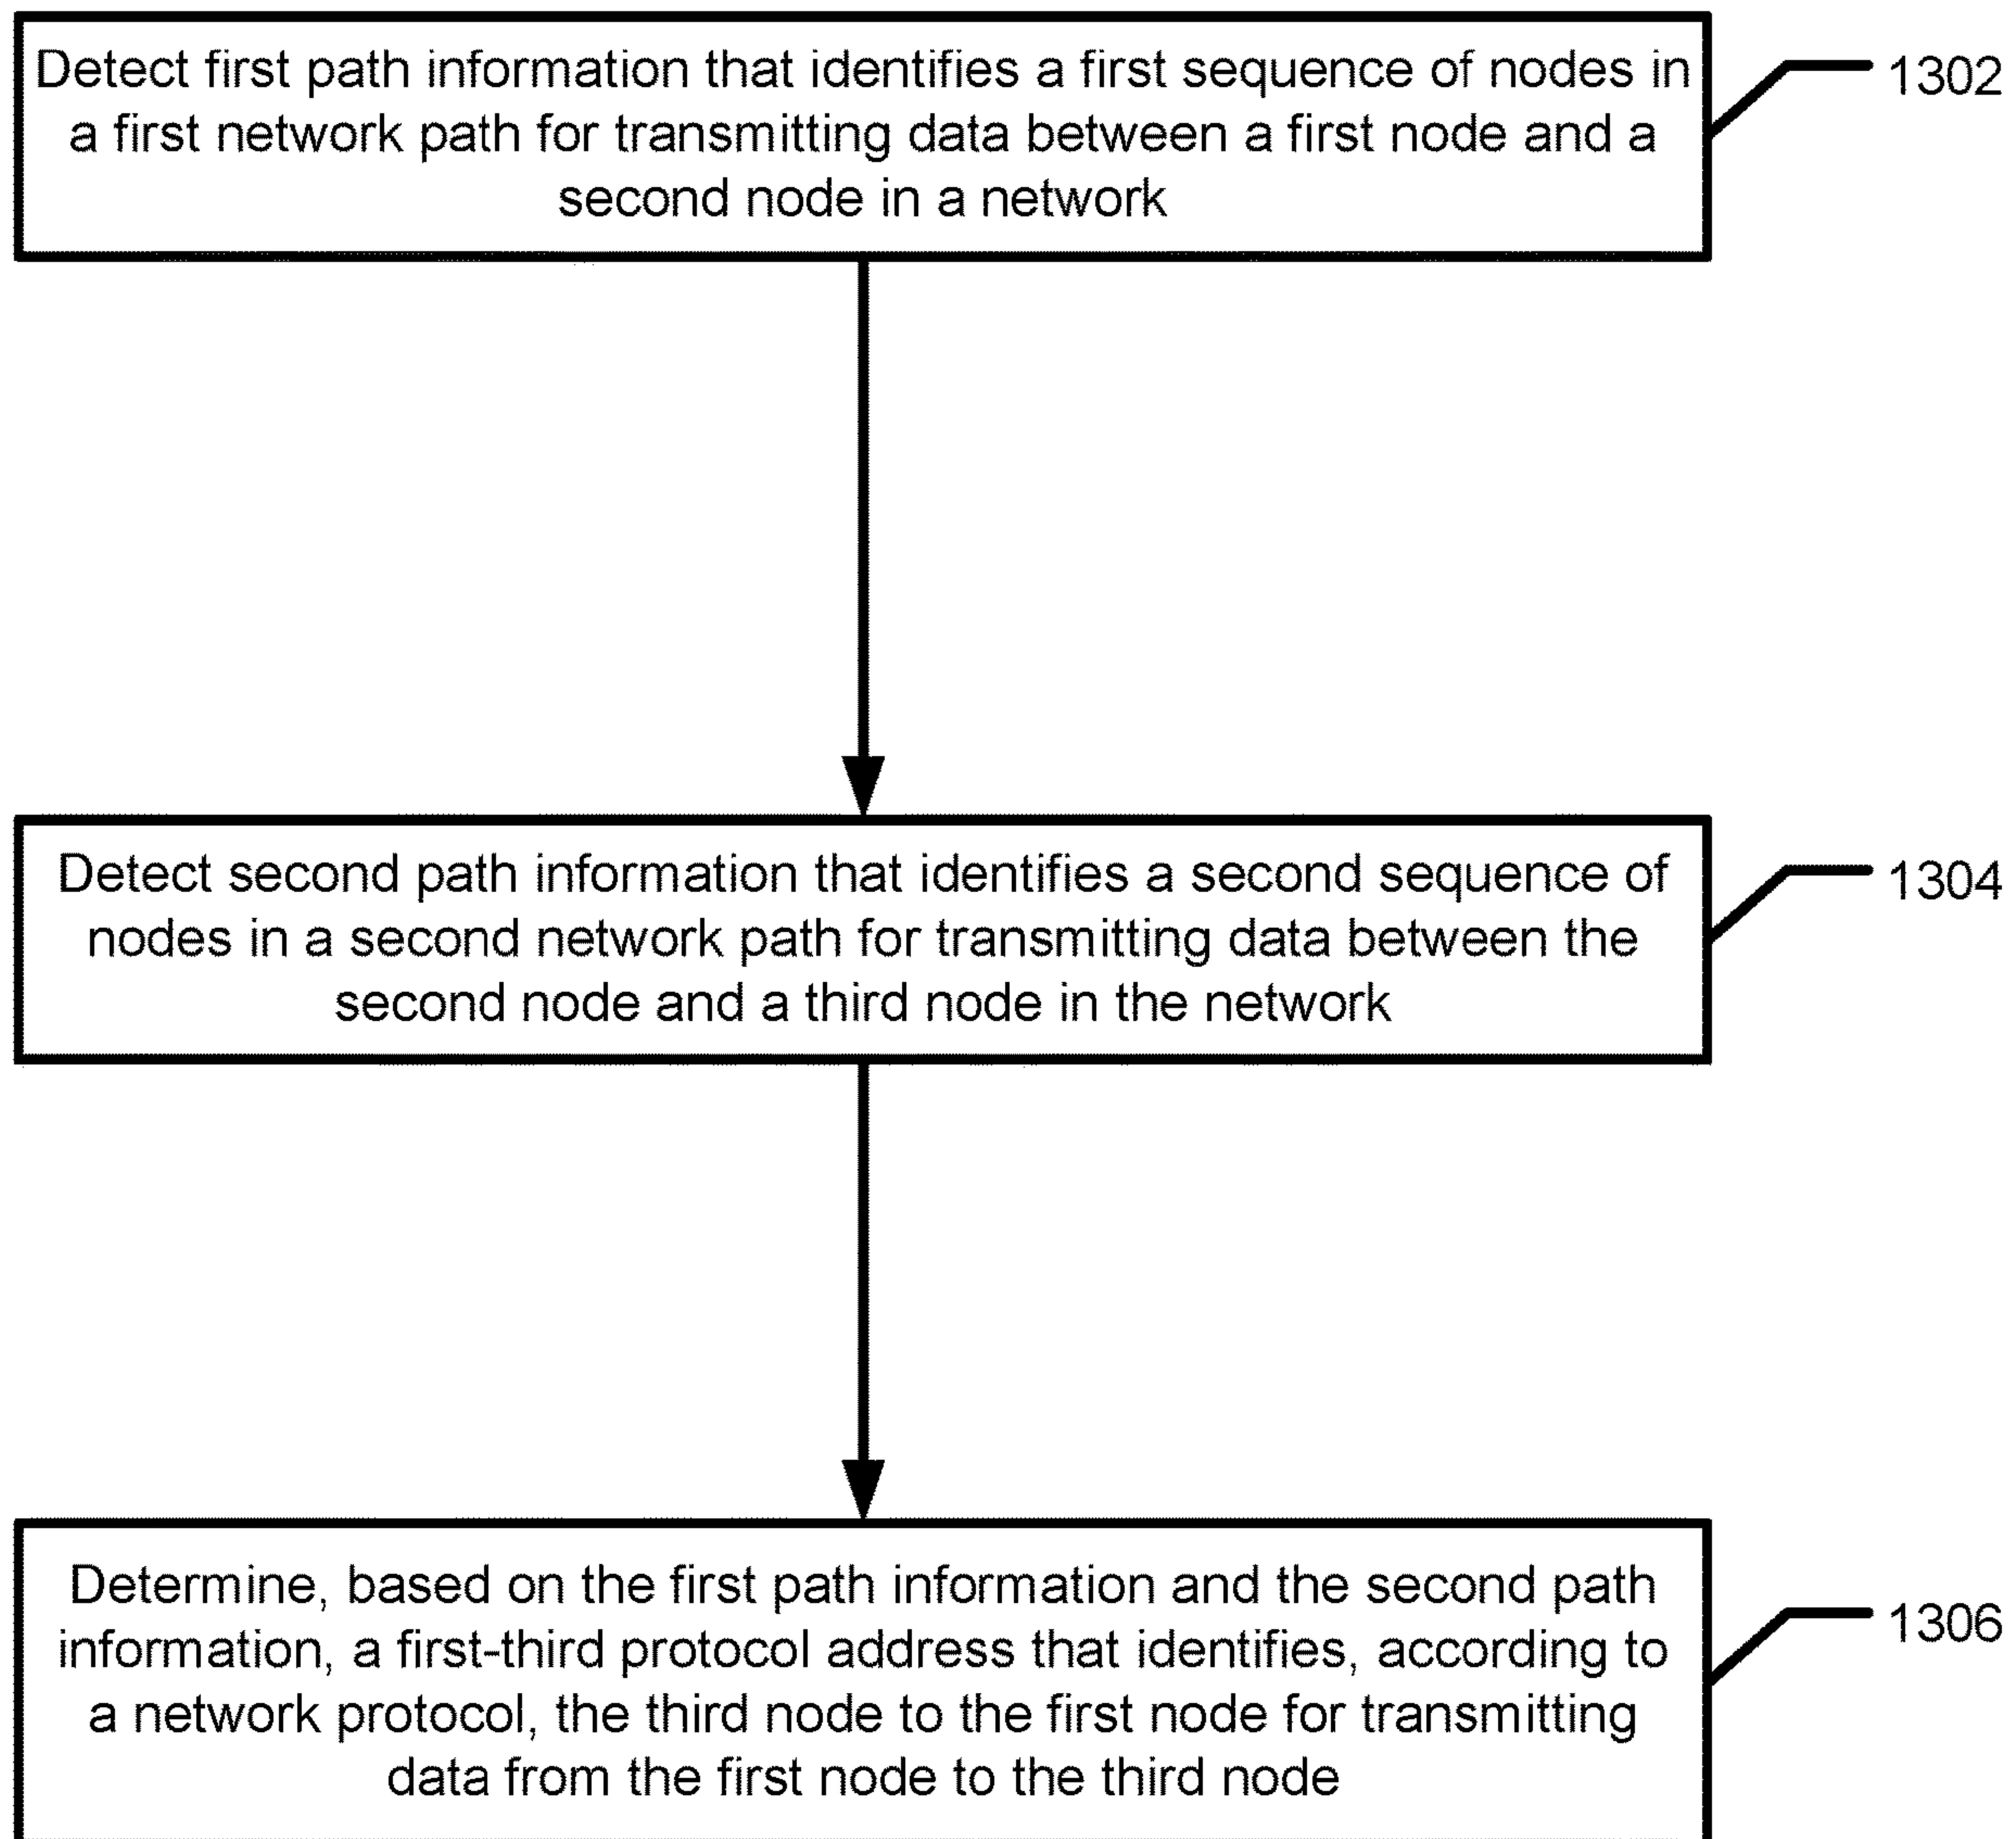 Detect first path information that identifies a first sequence of nodes in
a first network path for transmitting data between a first node and a
second node in a network
1302
Detect second path information that identifies a second sequence of
nodes in a second network path for transmitting data between the
second node and a third node in the network
1304
Determine, based on the first path information and the second path
information, a first-third protocol address that identifies, according to
a network protocol, the third node to the first node for transmitting
data from the first node to the third node
1306